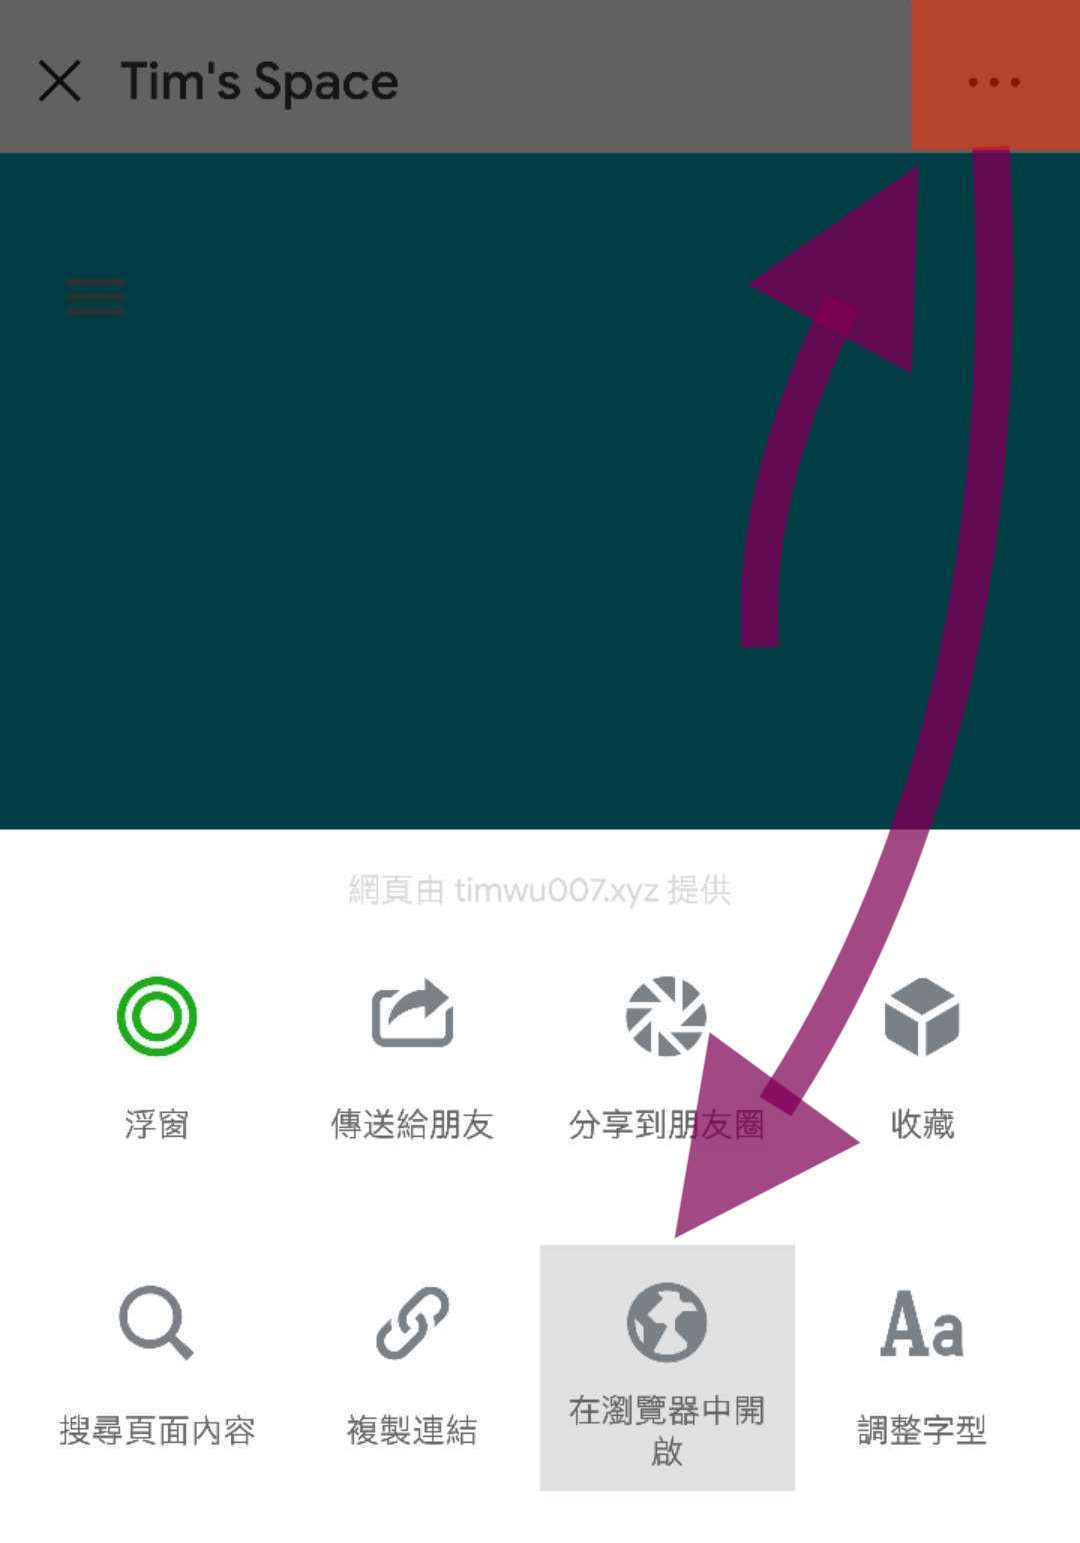 Tim's Space
網頁由 timwu007.xyz 提供
浮窗
傳送給朋友
分享到朋友圈
收藏
搜尋頁面內容
複製連結
在瀏覽器中開
啟
調整字型
Aa